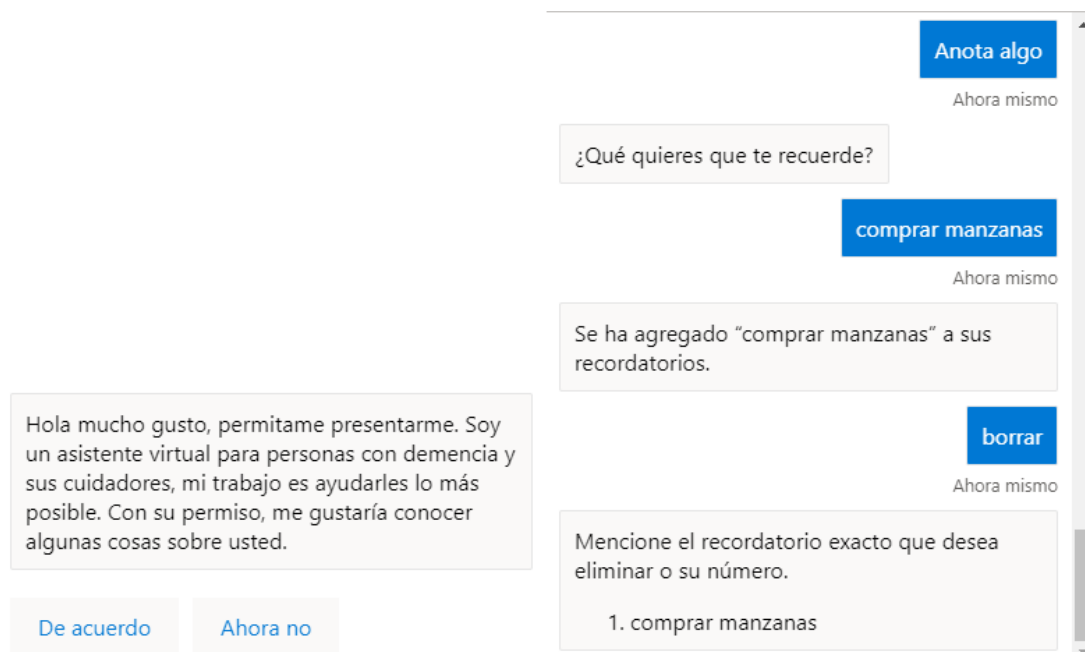 Hola mucho gusto, permitame presentarme. Soy
un asistente virtual para personas con demencia y
sus cuidadores, mi trabajo es ayudarles lo más
posible. Con su permiso, me gustaría conocer
algunas cosas sobre usted.
De acuerdo
Ahora no
Anota algo
Ahora mismo
¿Qué quieres que te recuerde?
comprar manzanas
Ahora mismo
Se ha agregado “comprar manzanas” a sus
recordatorios.
borrar
Ahora mismo
Mencione el recordatorio exacto que desea
eliminar o su número.
1. comprar manzanas